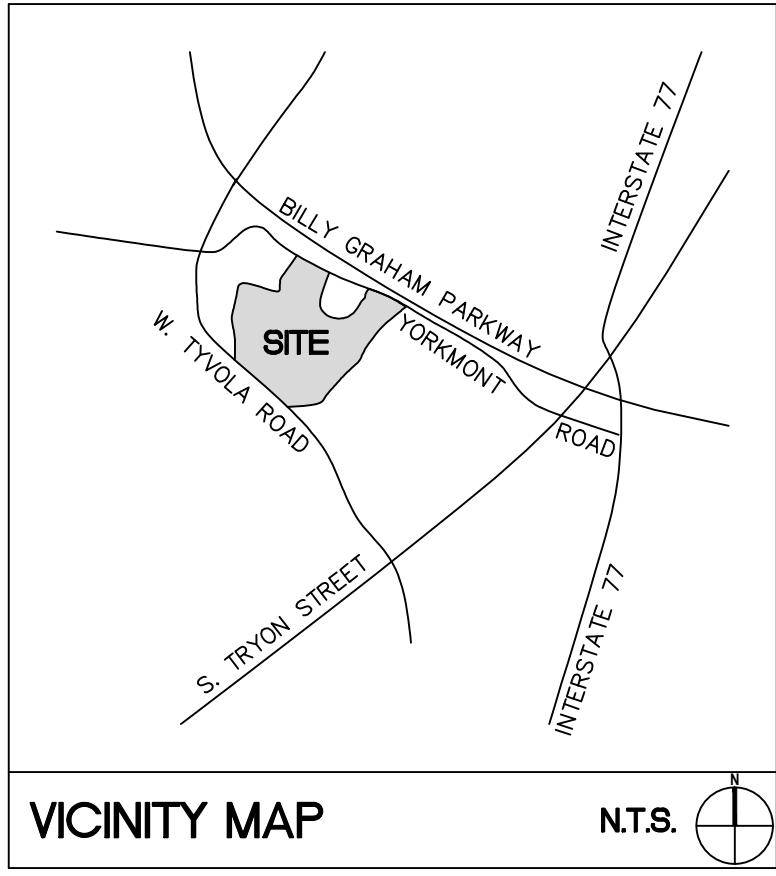 INTERSTATE 77
BILLY GRAHAM PARKWAY
SITE
YORKMONT
ROAD
W. TYVOLA ROAD
S. TRYON STREET
INTERSTATE 77
VICINITY MAP
N.T.S.
N